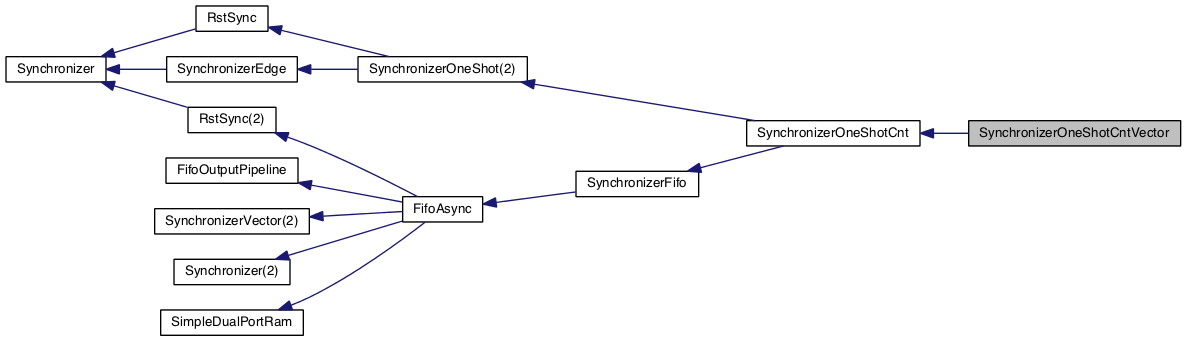 RstSync
Synchronizer
SynchronizerEdge
SynchronizerOneShot(2)
RstSync(2)
SynchronizerOneShotCnt
SynchronizerOneShotCntVector
FifoOutputPipeline
SynchronizerFifo
FifoAsync
SynchronizerVector(2)
Synchronizer(2)
SimpleDualPortRam